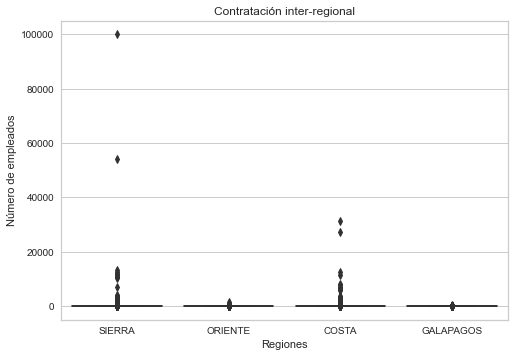 Contratación inter-regional
100000
80000
60000
40000
20000
0
Número de empleados
SIERRA ORIENTE COSTA GALAPAGOS
Regiones